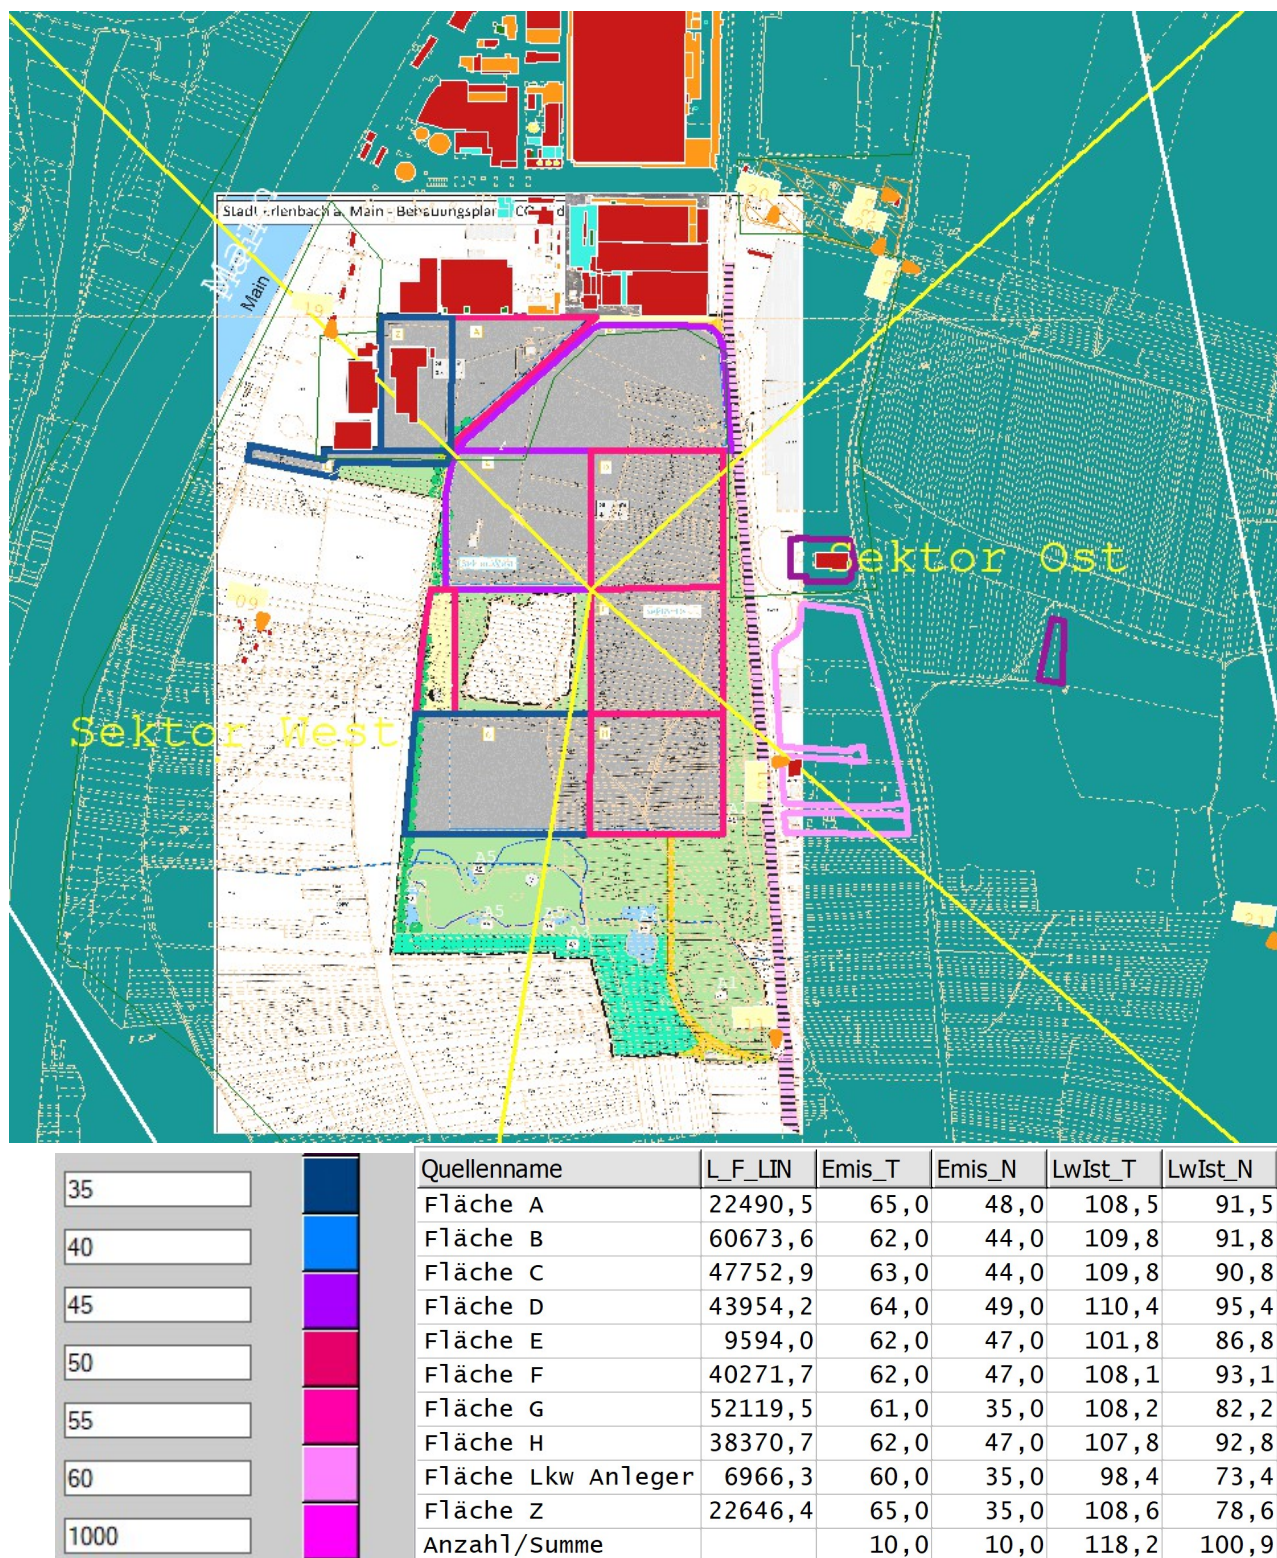 Main
Main
Sektor Ost
Sektor West
20
19
09
21
A5
A5
A1
Z
A
D
G
H
35
40
45
50
55
60
1000
Quellenname L_F_LIN Emis_T Emis_N LwIst_T LwIst_N
Fläche A 22490,5 65,0 48,0 108,5 91,5
Fläche B 60673,6 62,0 44,0 109,8 91,8
Fläche C 47752,9 63,0 44,0 109,8 90,8
Fläche D 43954,2 64,0 49,0 110,4 95,4
Fläche E 9594,0 62,0 47,0 101,8 86,8
Fläche F 40271,7 62,0 47,0 108,1 93,1
Fläche G 52119,5 61,0 35,0 108,2 82,2
Fläche H 38370,7 62,0 47,0 107,8 92,8
Fläche Lkw Anleger 6966,3 60,0 35,0 98,4 73,4
Fläche Z 22646,4 65,0 35,0 108,6 78,6
Anzahl/Summe 10,0 10,0 118,2 100,9